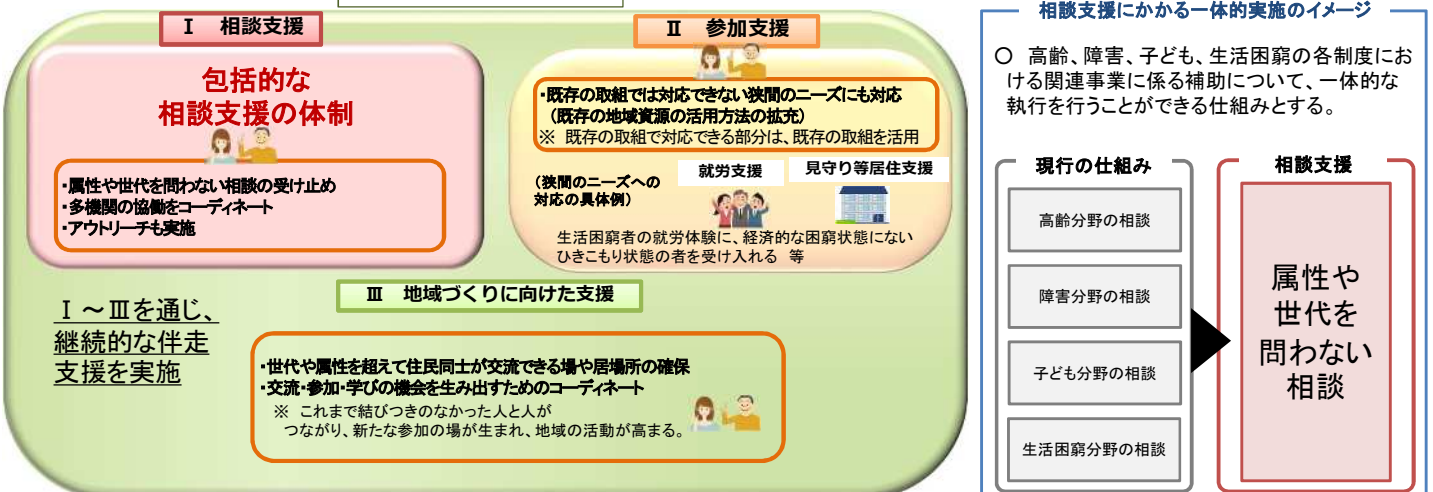 Ⅰ 相談支援
包括的な
相談支援の体制
・属性や世代を問わない相談の受け止め
・多機関の協働をコーディネート
・アウトリーチも実施
Ⅱ 参加支援
・既存の取組では対応できない狭間のニーズにも対応
（既存の地域資源の活用方法の拡充）
※ 既存の取組で対応できる部分は、既存の取組を活用
（狭間のニーズへの
対応の具体例）
就労支援
見守り等居住支援
生活困窮者の就労体験に、経済的な困窮状態にない
ひきこもり状態の者を受け入れる 等
Ⅰ～Ⅲを通じ、
継続的な伴走
支援を実施
Ⅲ 地域づくりに向けた支援
・世代や属性を超えて住民同士が交流できる場や居場所の確保
・交流・参加・学びの機会を生み出すためのコーディネート
※ これまで結びつきのなかった人と人が
つながり、新たな参加の場が生まれ、地域の活動が高まる。
相談支援にかかる一体的実施のイメージ
○ 高齢、障害、子ども、生活困窮の各制度にお
ける関連事業に係る補助について、一体的な
執行を行うことができる仕組みとする。
現行の仕組み
高齢分野の相談
障害分野の相談
子ども分野の相談
生活困窮分野の相談
相談支援
属性や
世代を
問わない
相談